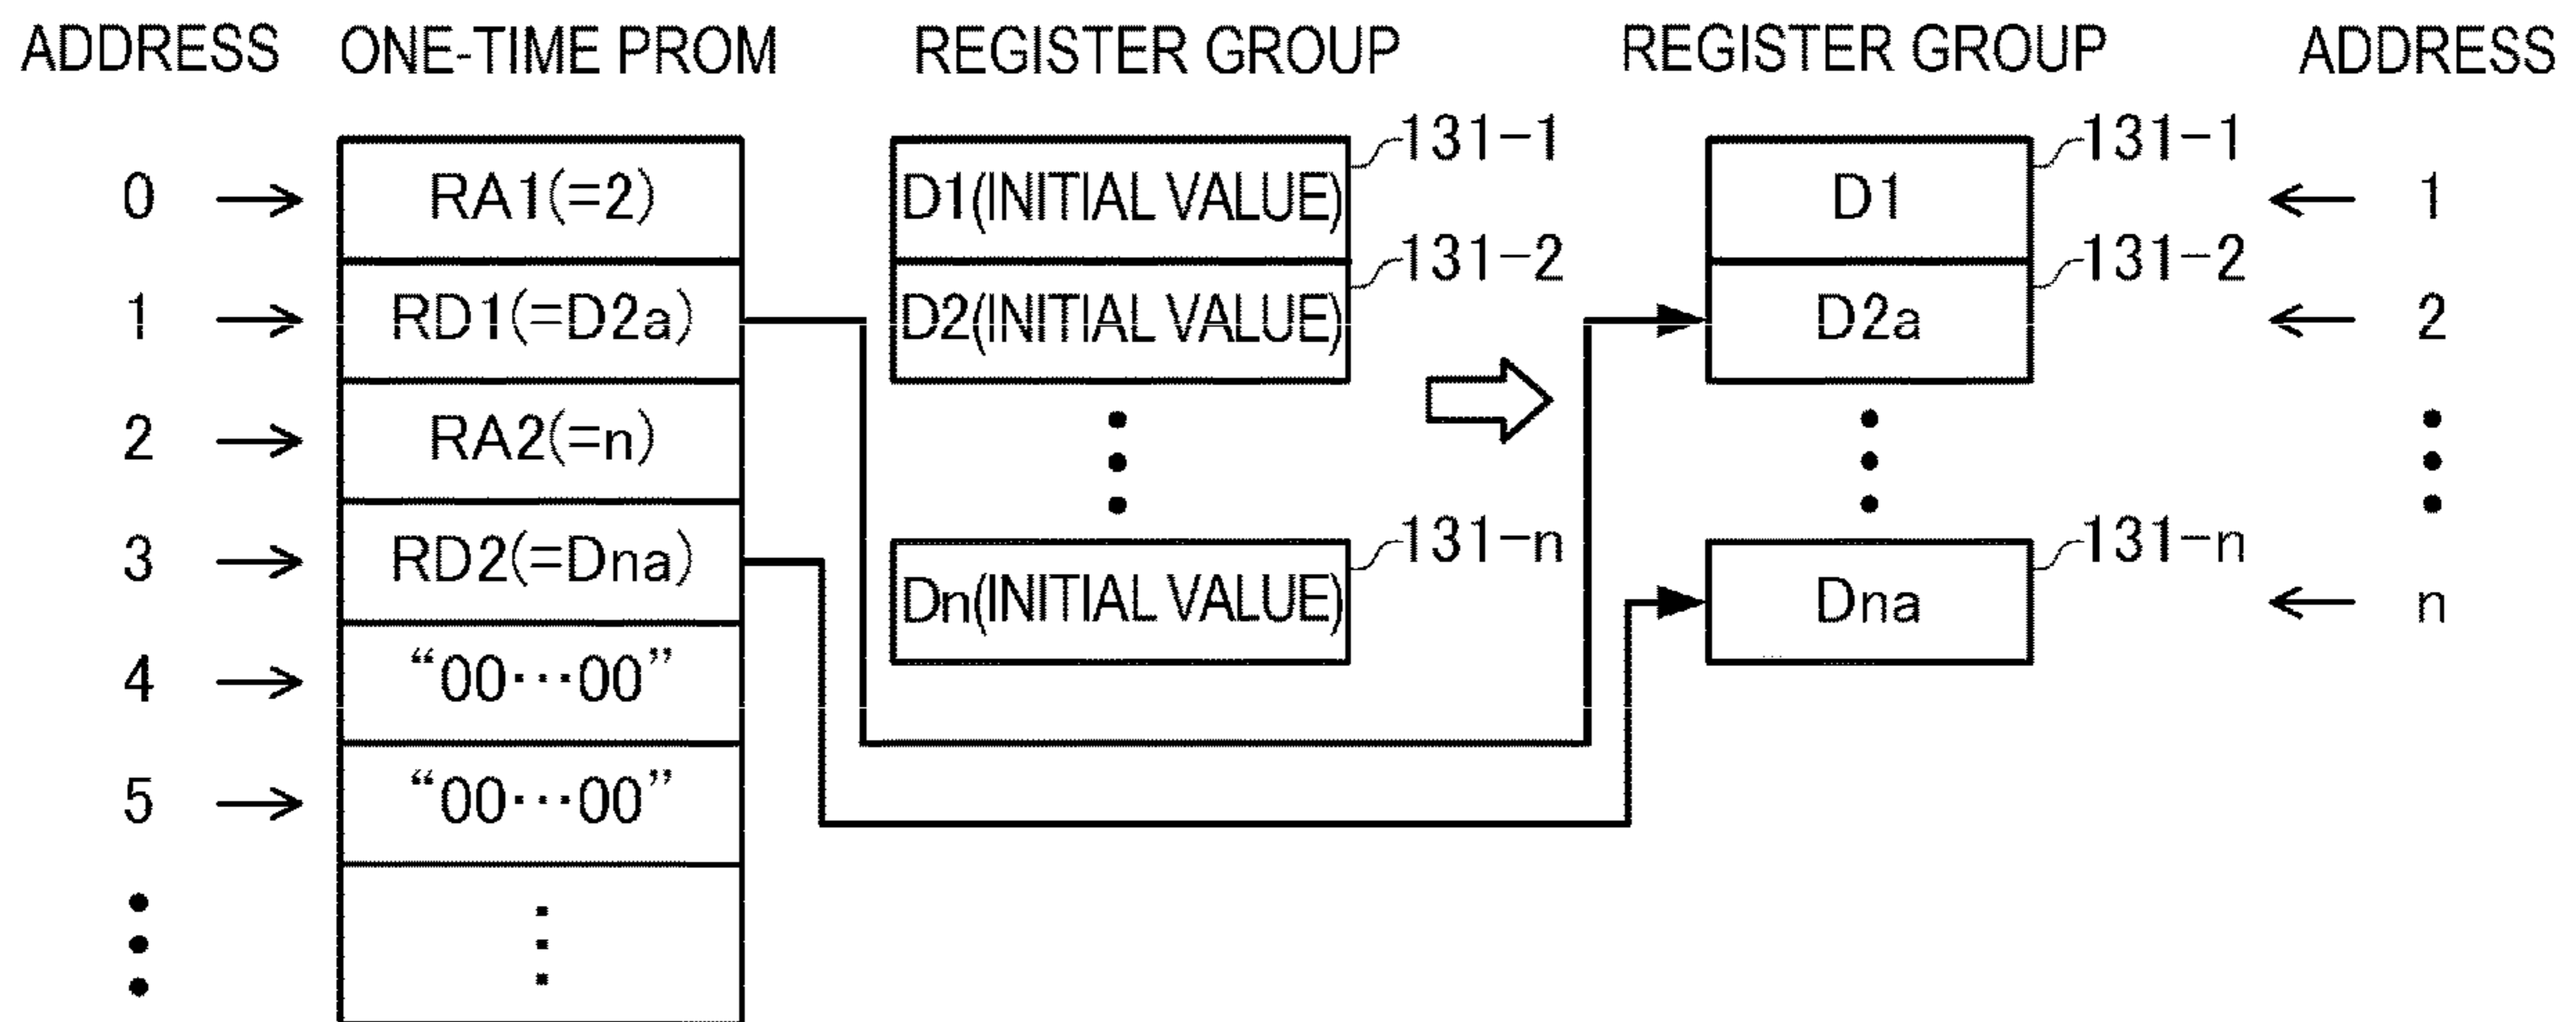 ADDRESS ONE-TIME PROM REGISTER GROUP REGISTER GROUP ADDRESS
131-1 131-1
0 → RA1(=2) D1(INITIAL VALUE) D1 ← 1
131-2 131-2
1 → RD1(=D2a) D2(INITIAL VALUE) D2a ← 2
2 → RA2(=n)
131-n 131-n
3 → RD2(=Dna) Dn(INITIAL VALUE) Dna ← n
4 → “00···00”
5 → “00···00”